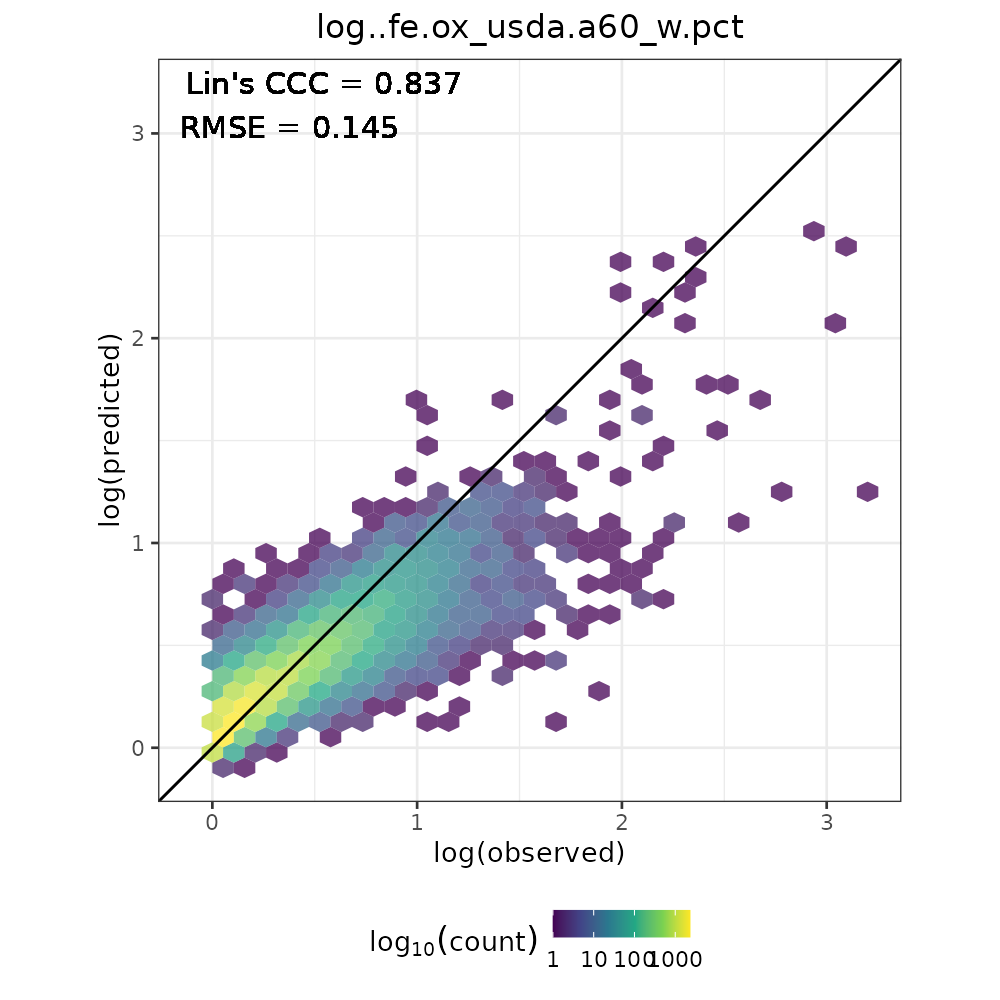 log..fe.ox_usda.a60_w.pct
Lin's CCC = 0.837
RMSE = 0.145
3
2
1
0
log(predicted)
0 1 2 3
log(observed)
log10(count)
1 10 100 1000